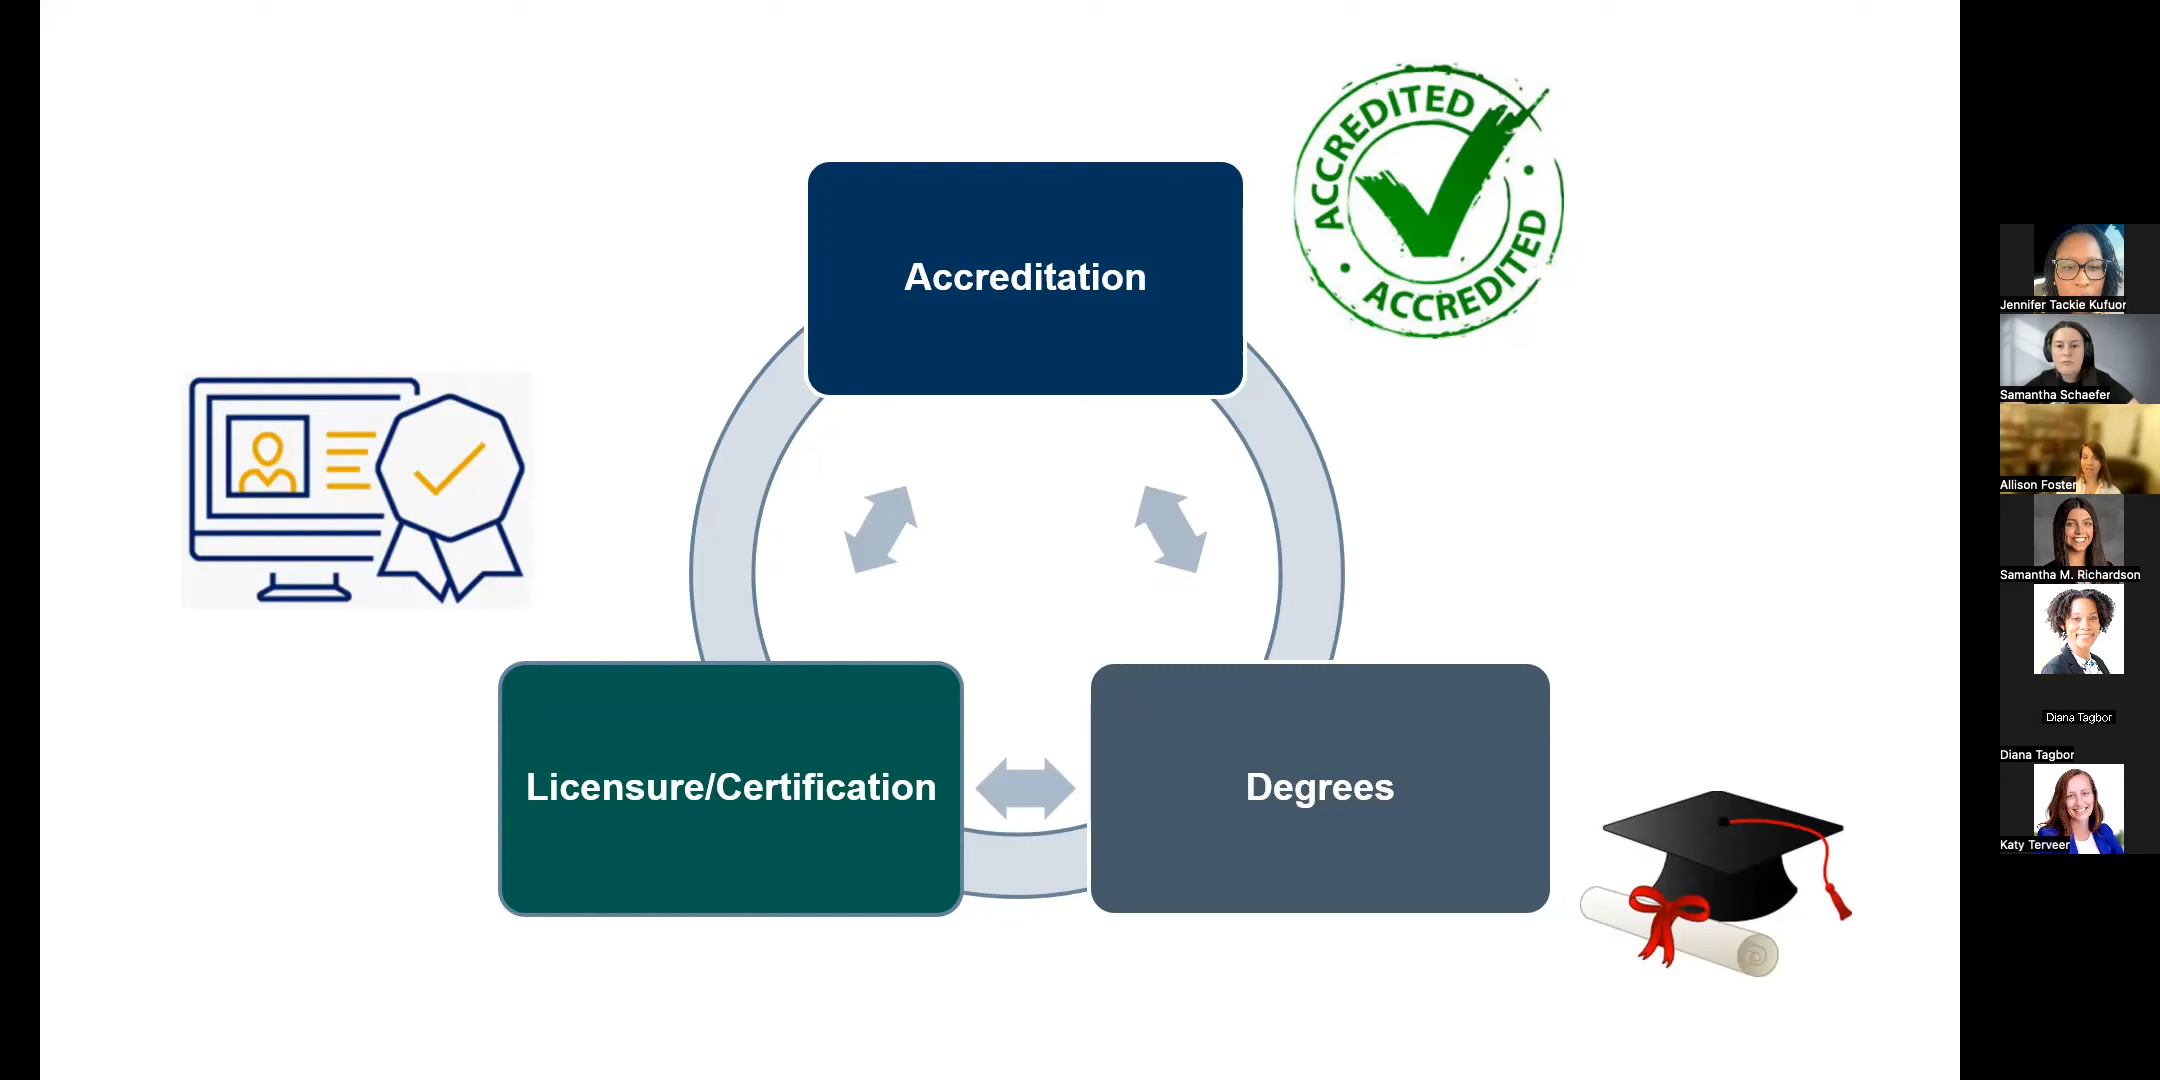 ACCREDITED
ACCREDITED
Accreditation
Licensure/Certification
Degrees
Jennifer Tackie Kufuor
Samantha Schaefer
Allison Foster
Samantha M. Richardson
Diana Tagbor
Diana Tagbor
Katy Terveer